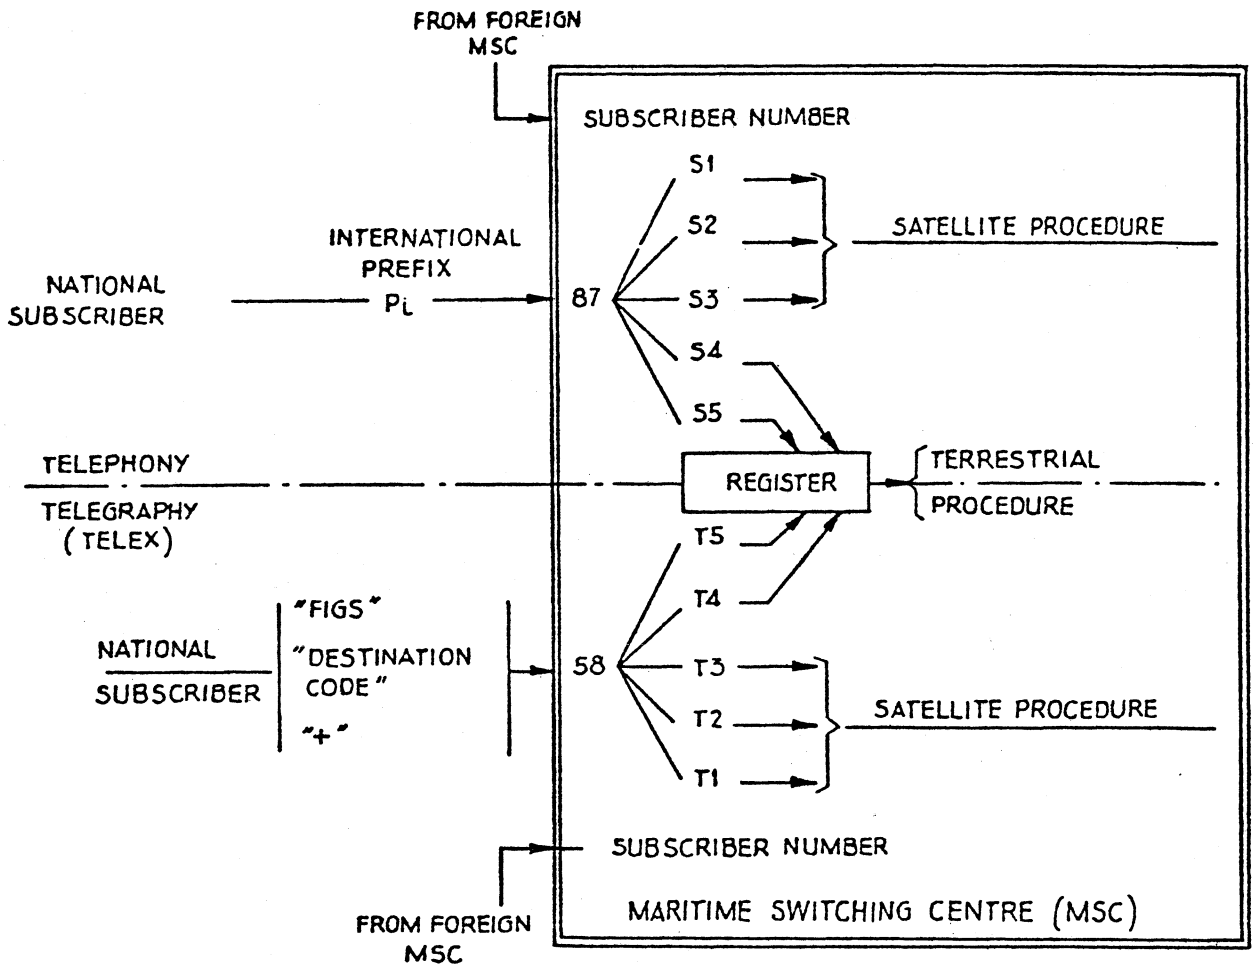 FROM FOREIGN
MSC
SUBSCRIBER NUMBER
S1
S2
SATELLITE PROCEDURE
INTERNATIONAL
PREFIX
Pi
NATIONAL
SUBSCRIBER
87
S3
S4
S5
TELEPHONY
REGISTER
TERRESTRIAL
PROCEDURE
TELEGRAPHY
(TELEX)
T5
T4
"FIGS"
"DESTINATION
CODE"
"+"
NATIONAL
SUBSCRIBER
58
T3
T2
SATELLITE PROCEDURE
T1
SUBSCRIBER NUMBER
FROM FOREIGN
MSC
MARITIME SWITCHING CENTRE (MSC)